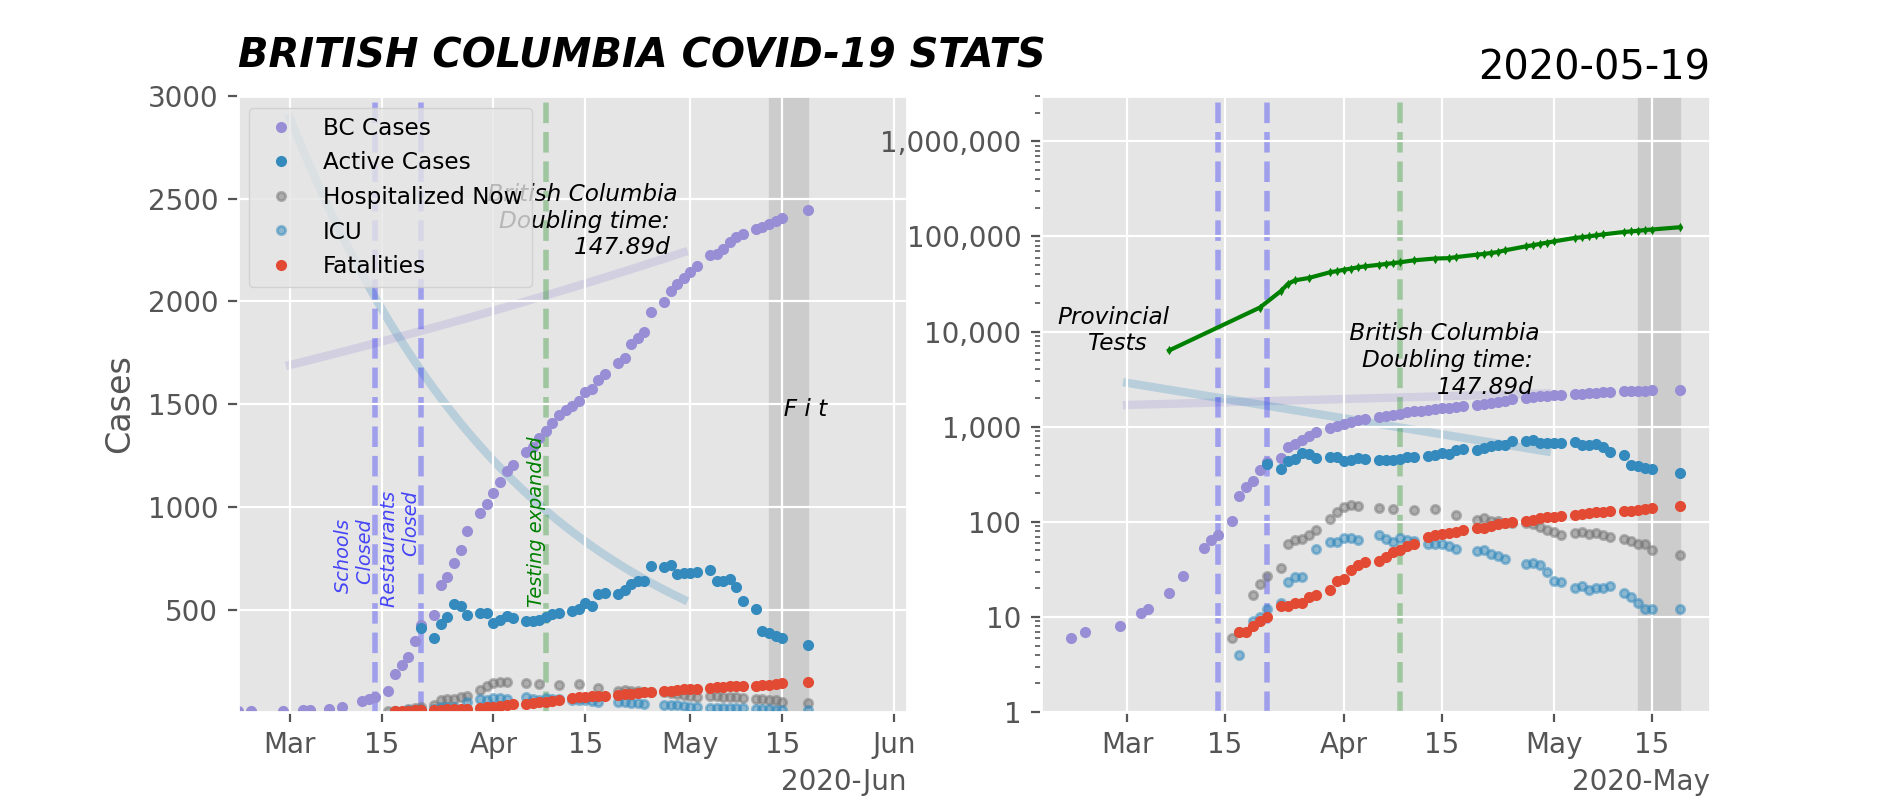 BRITISH COLUMBIA COVID-19 STATS
2020-05-19
Cases
3000
2500
2000
1500
1000
500
BC Cases
Active Cases
Hospitalized Now
ICU
Fatalities
British Columbia
Doubling time:
147.89d
F i t
Schools
Closed
Restaurants
Closed
Testing expanded
Mar
15
Apr
15
May
15
Jun
2020-Jun
1,000,000
100,000
10,000
1,000
100
10
1
Provincial
Tests
British Columbia
Doubling time:
147.89d
Mar
15
Apr
15
May
15
2020-May